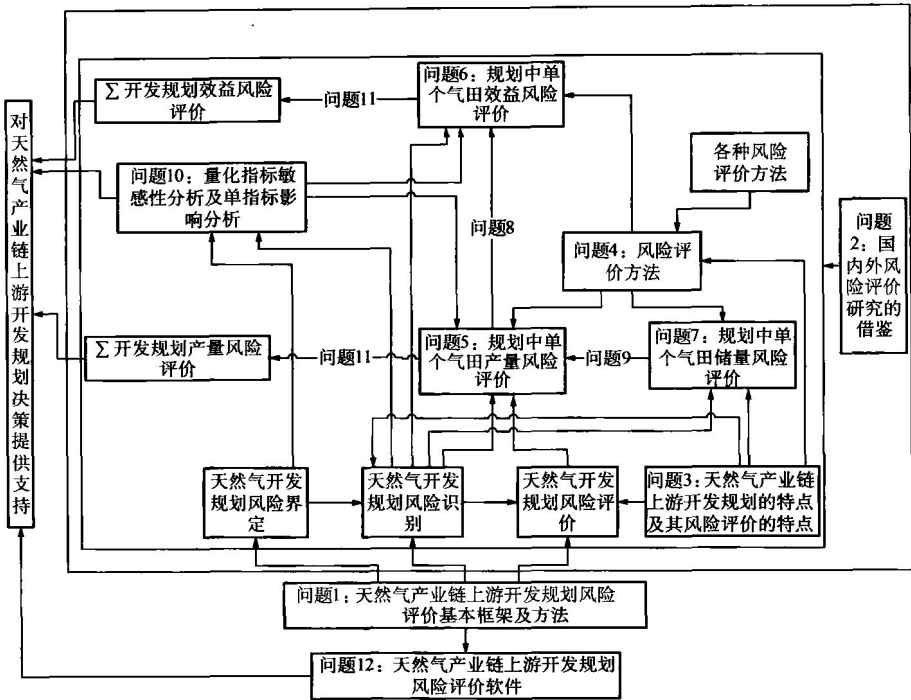 问题6：规划中单
个气田效益风险
评价
∑开发规划效益风险
评价
问题11
各种风险
评价方法
问题10：量化指标敏
感性分析及单指标影
响分析
对天然气产业链上游开发规划决策提供支持
问题
2：国
内外风
险评价
研究的
借鉴
问题8
问题4：风险评
价方法
问题5：规划中单
个气田产量风险
评价
问题7：规划中单
个气田储量风险
评价
∑开发规划产量风险
评价
问题11
问题9
天然气开发
规划风险界
定
天然气开发
规划风险识
别
天然气开发
规划风险评
价
问题3：天然气产业链
上游开发规划的特点
及其风险评价的特点
问题1：天然气产业链上游开发规划风险
评价基本框架及方法
问题12：天然气产业链上游开发规划
风险评价软件